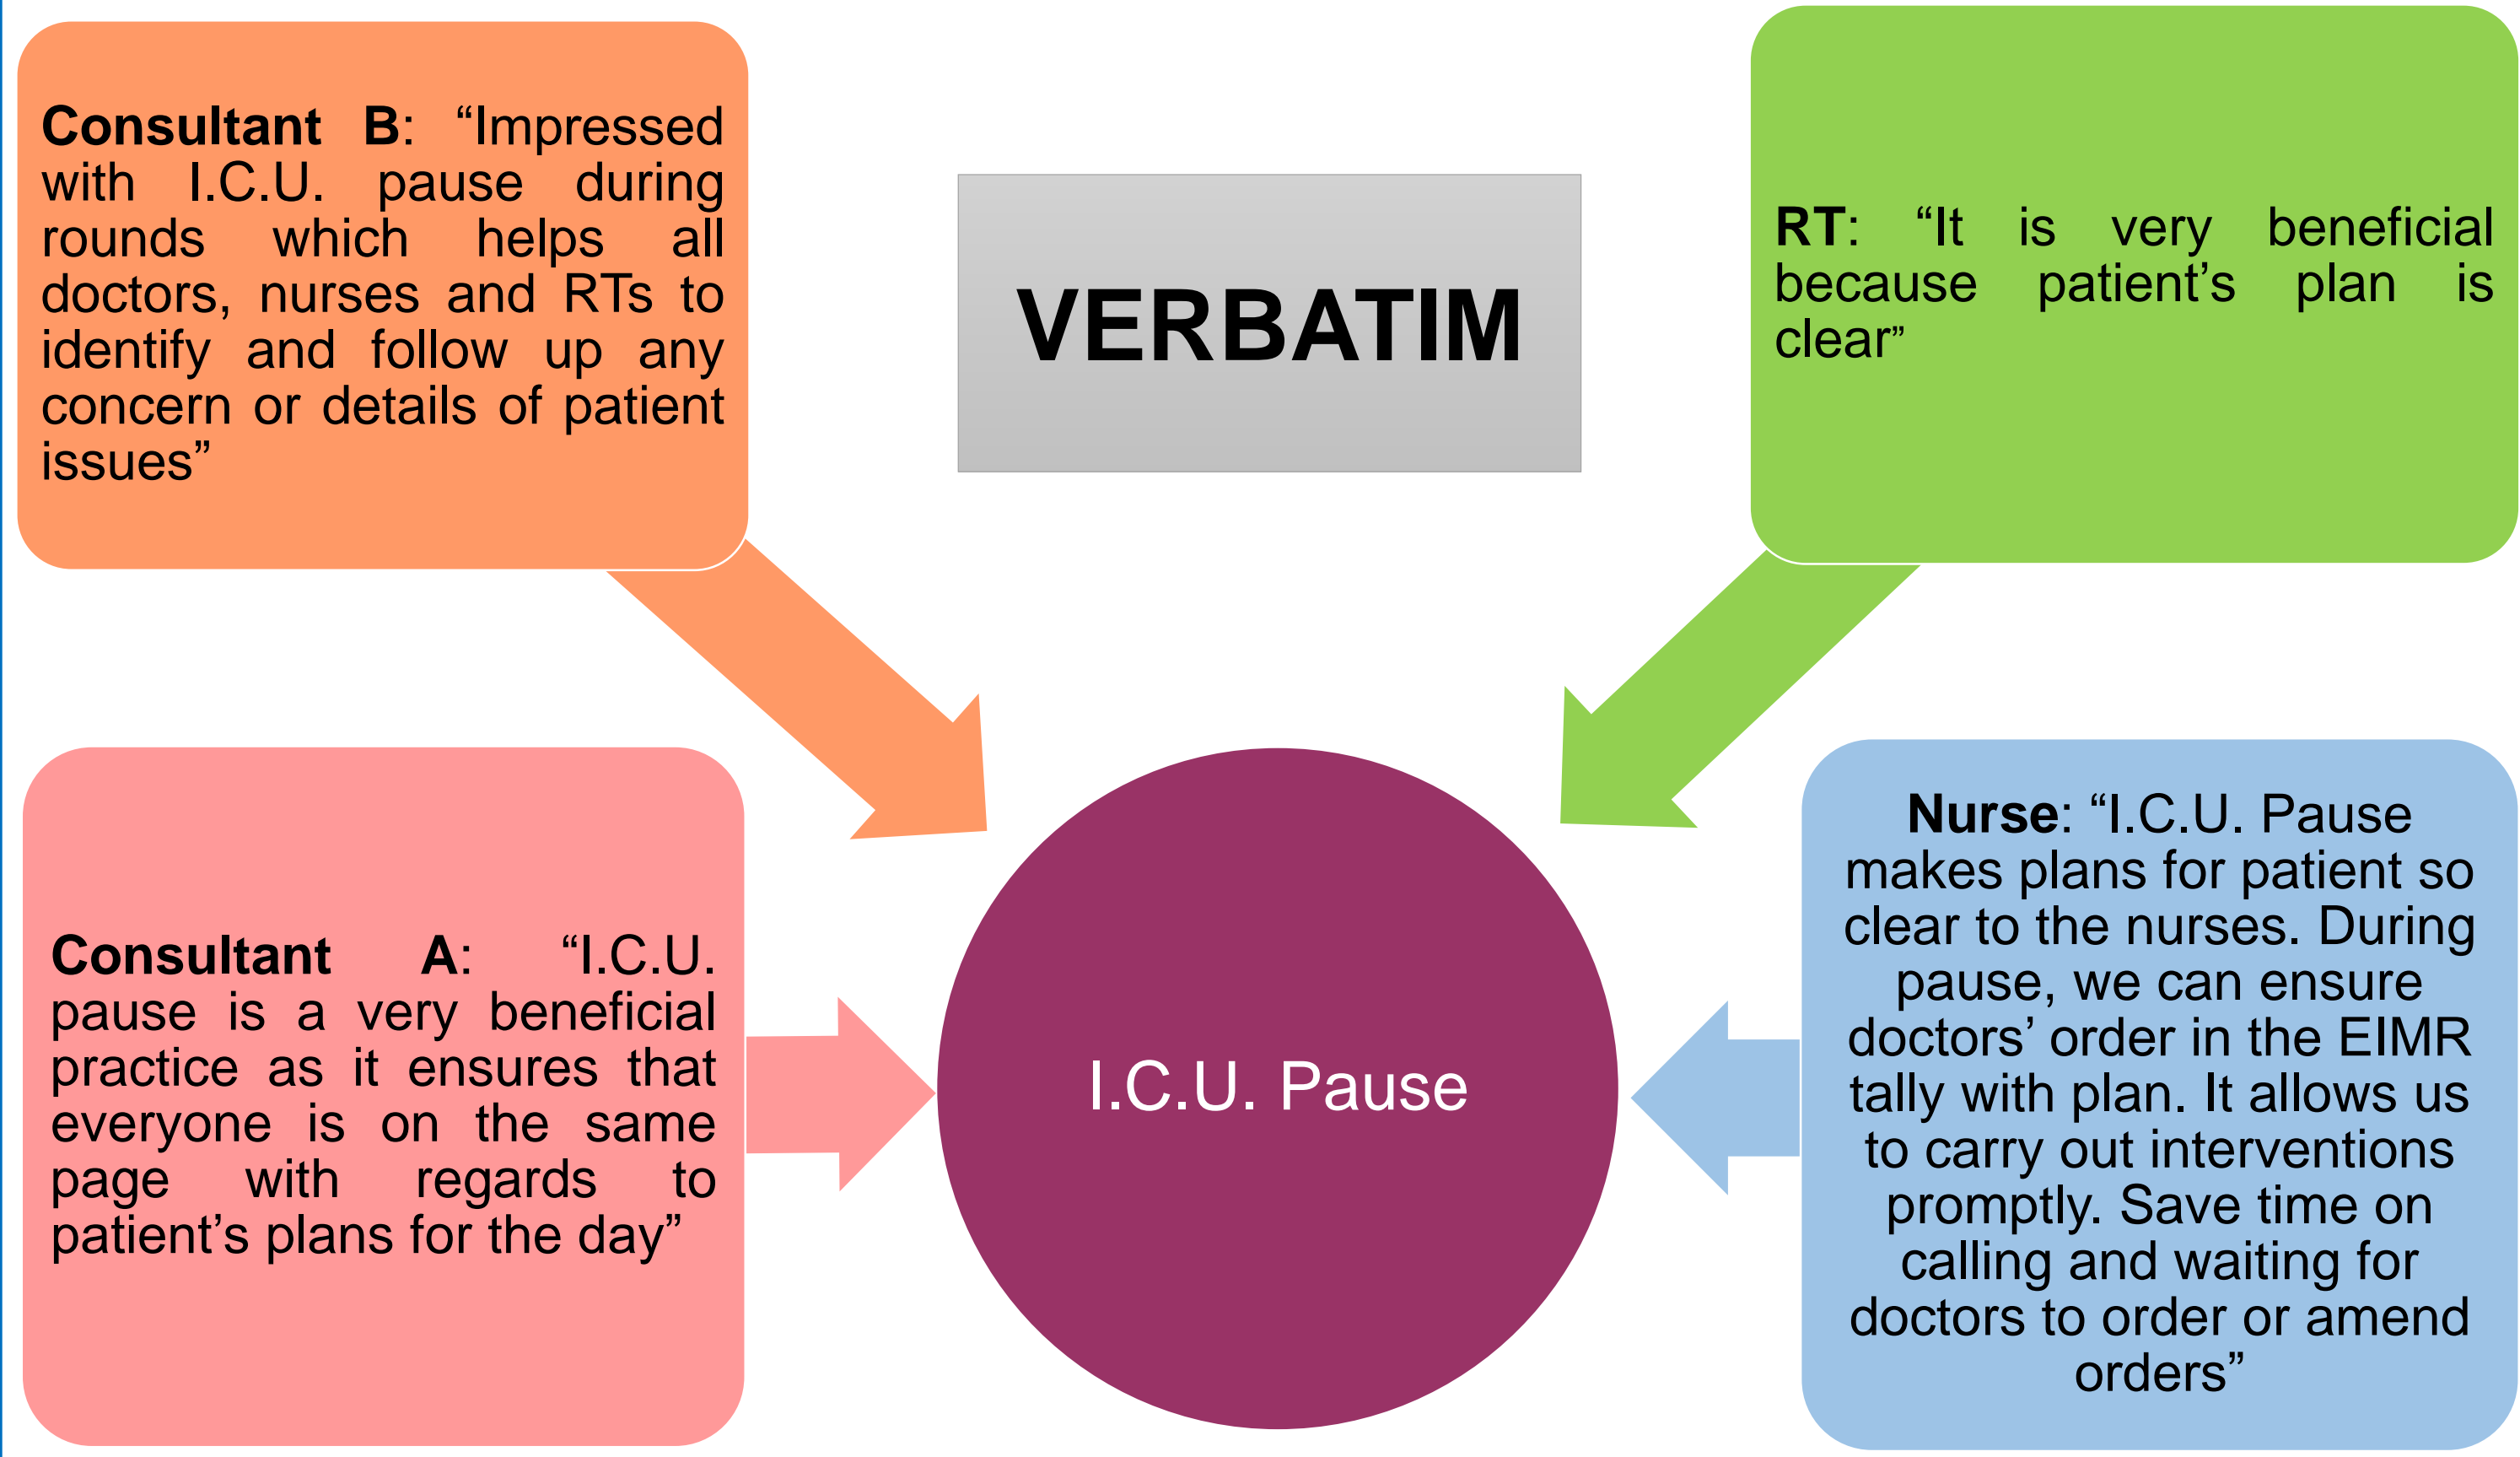 Consultant B: “Impressed
with I.C.U. pause during
rounds which helps all
doctors, nurses and RTs to
identify and follow up any
concern or details of patient
issues”
VERBATIM
RT: “It is very beneficial
because patient’s plan is
clear”
Consultant A: “I.C.U.
pause is a very beneficial
practice as it ensures that
everyone is on the same
page with regards to
patient’s plans for the day”
I.C.U. Pause
Nurse: “I.C.U. Pause
makes plans for patient so
clear to the nurses. During
pause, we can ensure
doctors’ order in the EIMR
tally with plan. It allows us
to carry out interventions
promptly. Save time on
calling and waiting for
doctors to order or amend
orders”